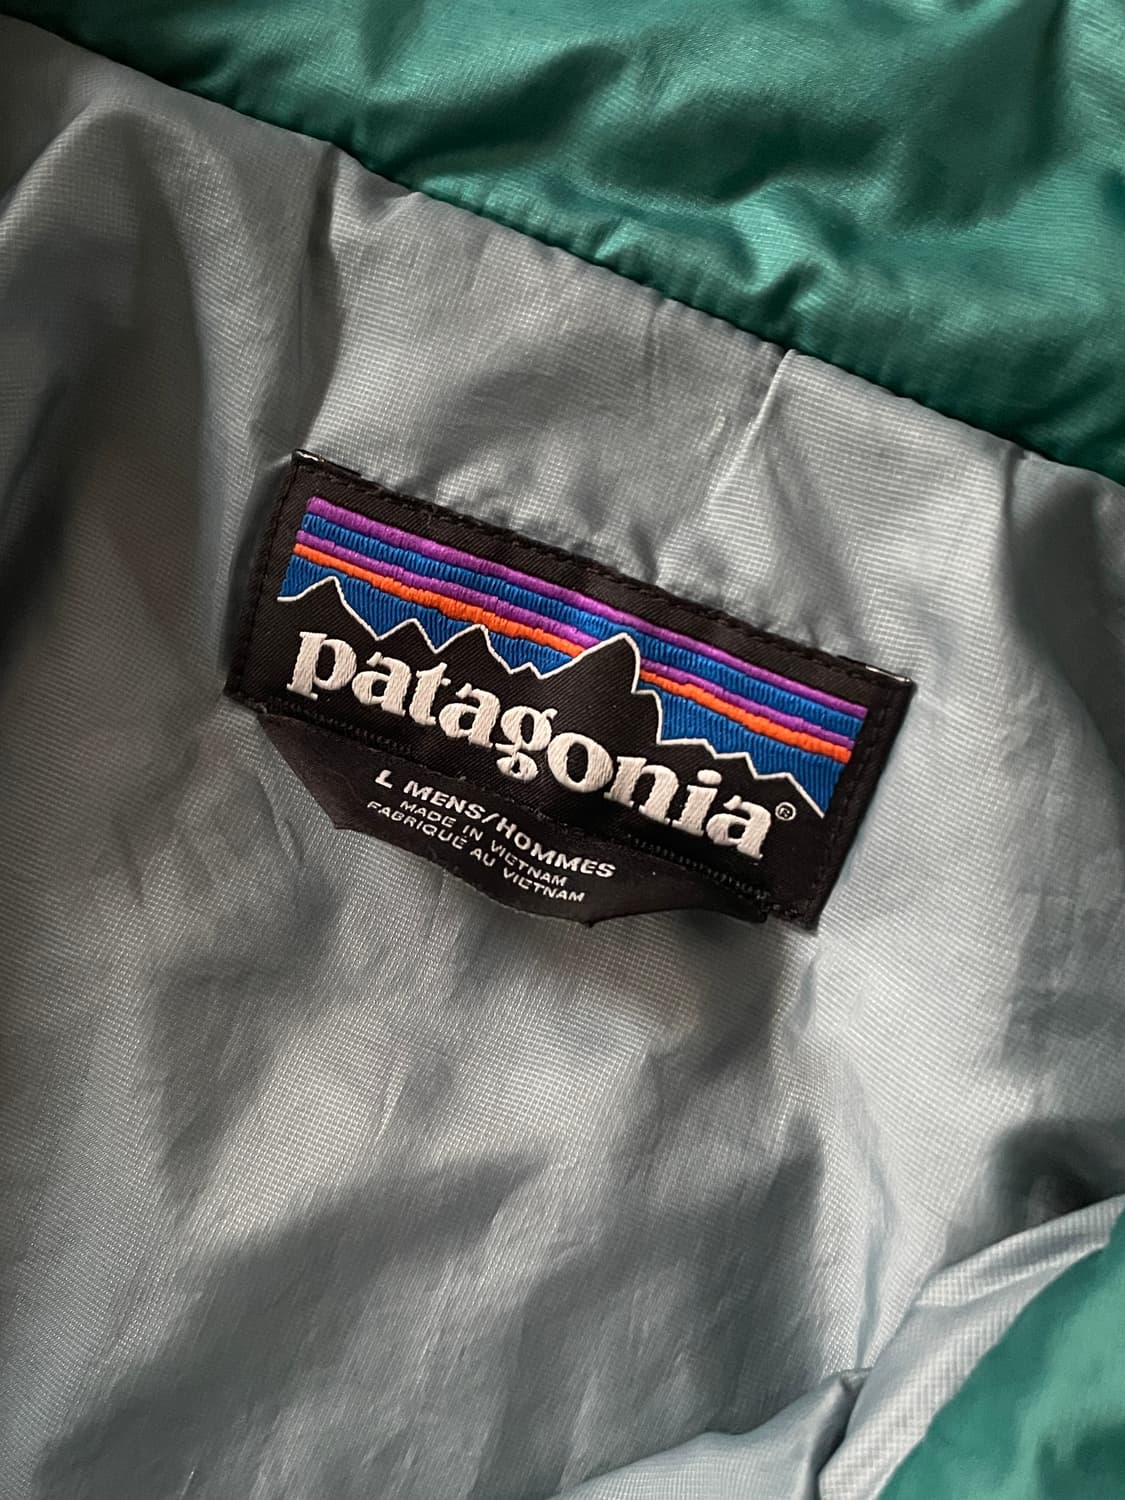 patagonia®
L MENS/HOMMES
MADE IN VIETNAM
FABRIQUÉ AU VIETNAM